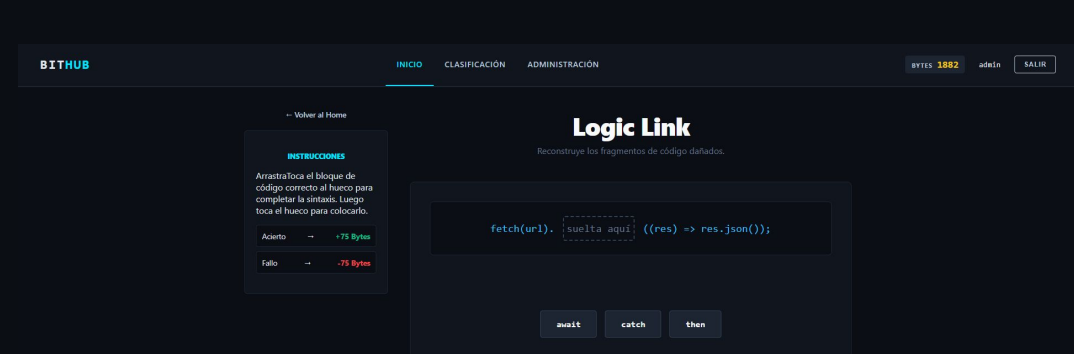 BITHUB
INICIO CLASIFICACIÓN ADMINISTRACIÓN
BYTES 1882 admin SALIR
← Volver al Home
INSTRUCCIONES
ArrastraToca el bloque de
código correcto al hueco para
completar la sintaxis. Luego
toca el hueco para colocarlo.
Acierto → +75 Bytes
Fallo → -75 Bytes
Logic Link
Reconstruye los fragmentos de código dañados.
fetch(url). suelta aquí ((res) => res.json());
await catch then